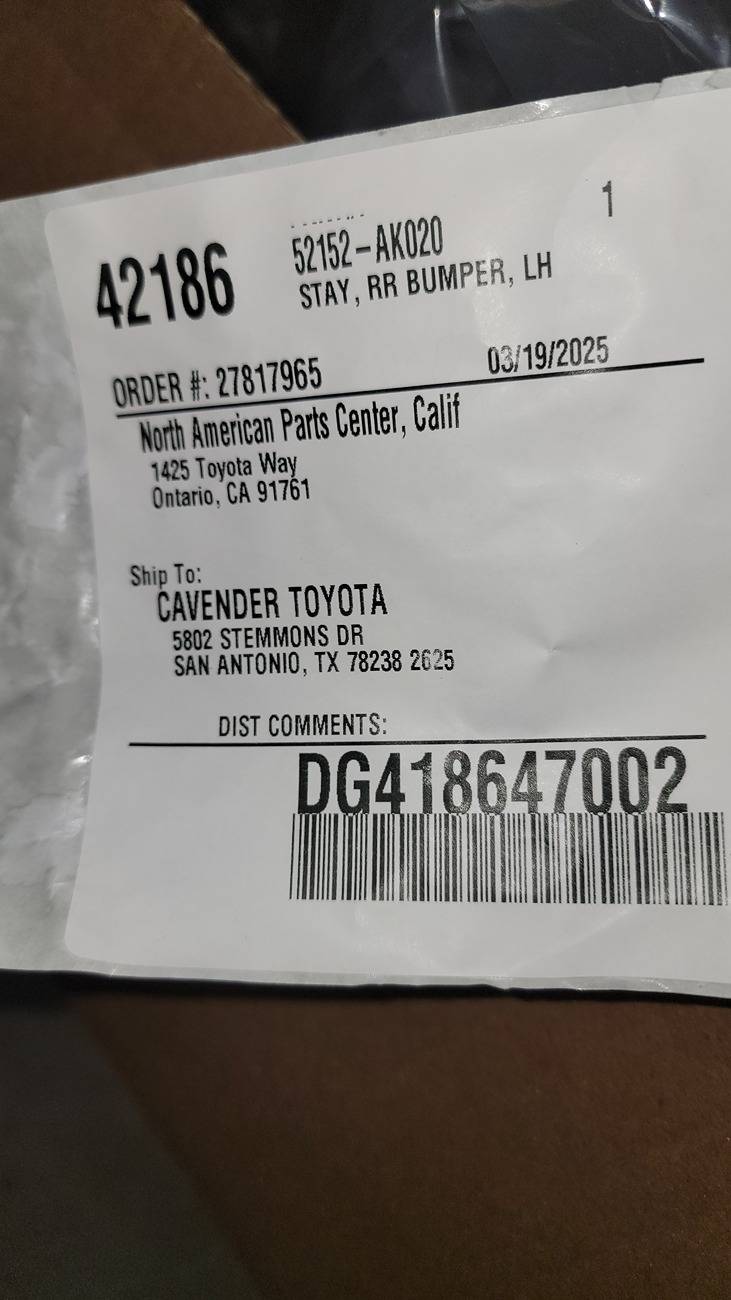 1
42186
52152-AK020
STAY, RR BUMPER, LH
ORDER #: 27817965
03/19/2025
North American Parts Center, Calif
1425 Toyota Way
Ontario, CA 91761
Ship To:
CAVENDER TOYOTA
5802 STEMMONS DR
SAN ANTONIO, TX 78238 2625
DIST COMMENTS:
DG418647002